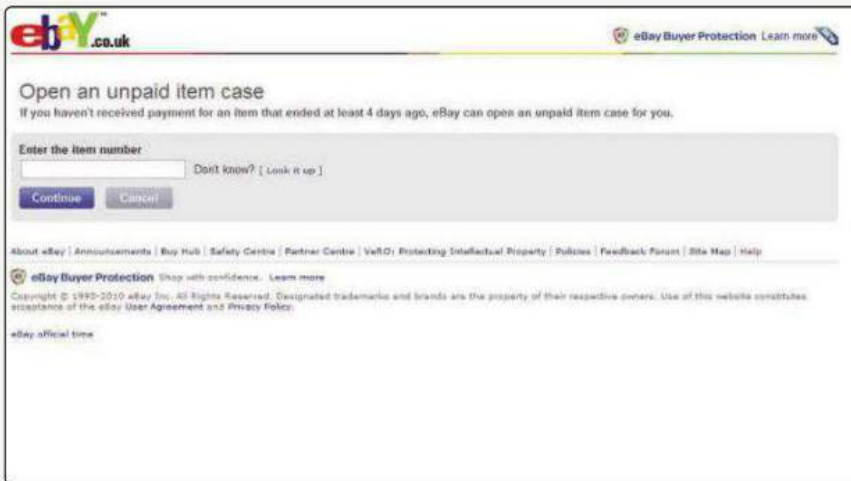 ebY™.co.uk
eBay Buyer Protection Learn more
Open an unpaid item case
If you haven't received payment for an item that ended at least 4 days ago, eBay can open an unpaid item case for you.
Enter the item number
Don't know? [ Look it up ]
Continue Cancel
About eBay | Announcements | Buy Hub | Safety Centre | Partner Centre | VeRO: Protecting Intellectual Property | Policies | Feedback Forum | Site Map | Help
eBay Buyer Protection Shop with confidence. Learn more
Copyright © 1995-2010 eBay Inc. All Rights Reserved. Designated trademarks and brands are the property of their respective owners. Use of this website constitutes
acceptance of the eBay User Agreement and Privacy Policy.
eBay official time